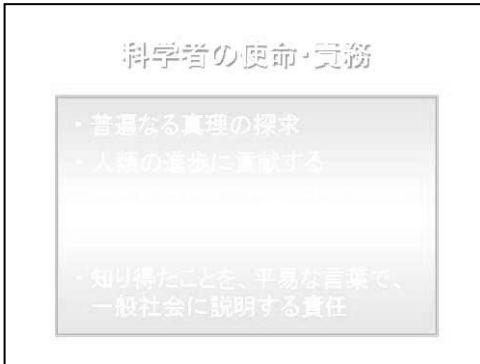 科学者の使命・責務
・普遍なる真理の探求
・人類の進歩に貢献する
・知り得たことを、平易な言葉で、
一般社会に説明する責任